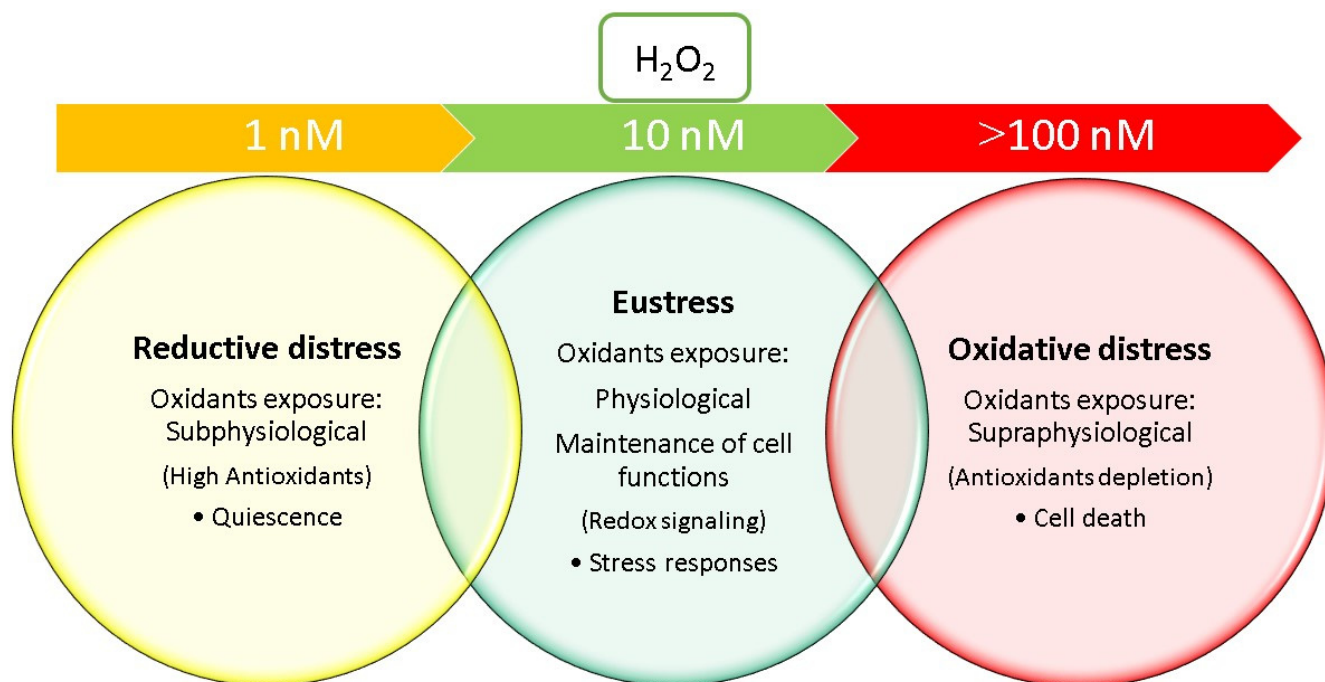 H₂O₂
1 nM
10 nM
>100 nM
Reductive distress
Oxidants exposure:
Subphysiological
(High Antioxidants)
• Quiescence
Eustress
Oxidants exposure:
Physiological
Maintenance of cell
functions
(Redox signaling)
• Stress responses
Oxidative distress
Oxidants exposure:
Supraphysiological
(Antioxidants depletion)
• Cell death